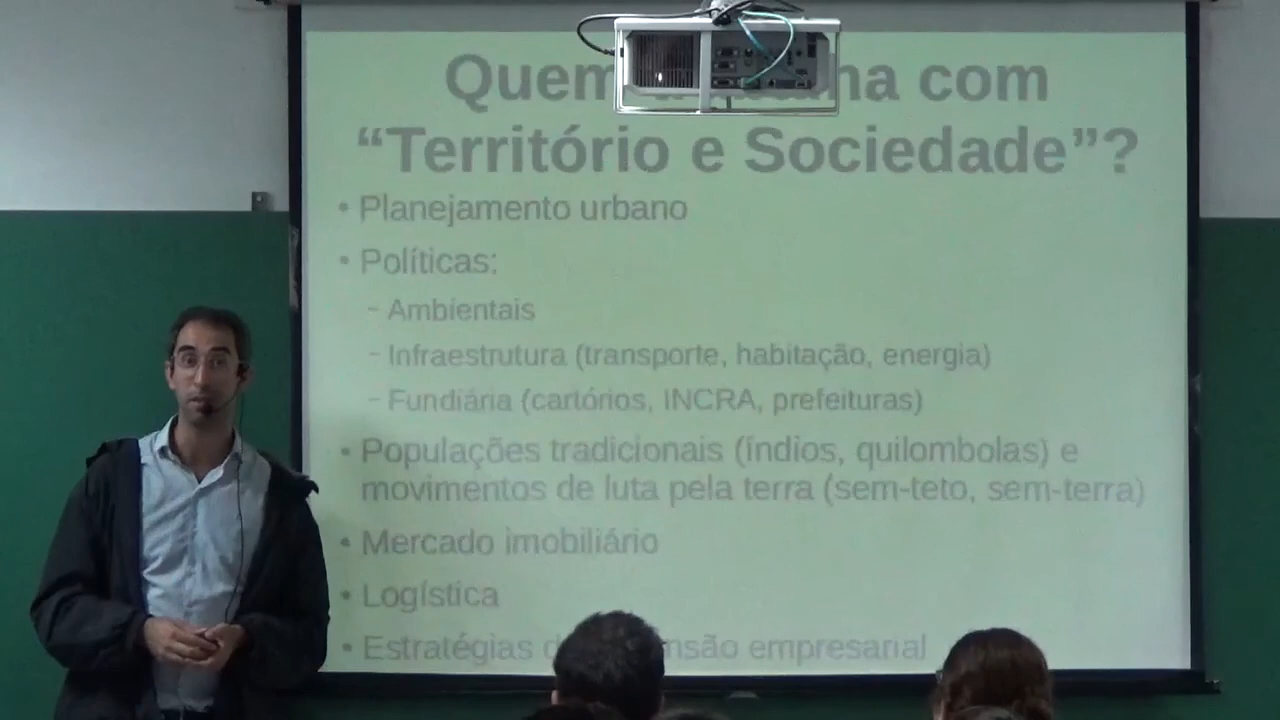 Quem com
“Território e Sociedade”?
• Planejamento urbano
• Políticas:
– Ambientais
– Infraestrutura (transporte, habitação, energia)
– Fundiária (cartórios, INCRA, prefeituras)
• Populações tradicionais (índios, quilombolas) e
movimentos de luta pela terra (sem-teto, sem-terra)
• Mercado imobiliário
• Logística
• Estratégias empresarial